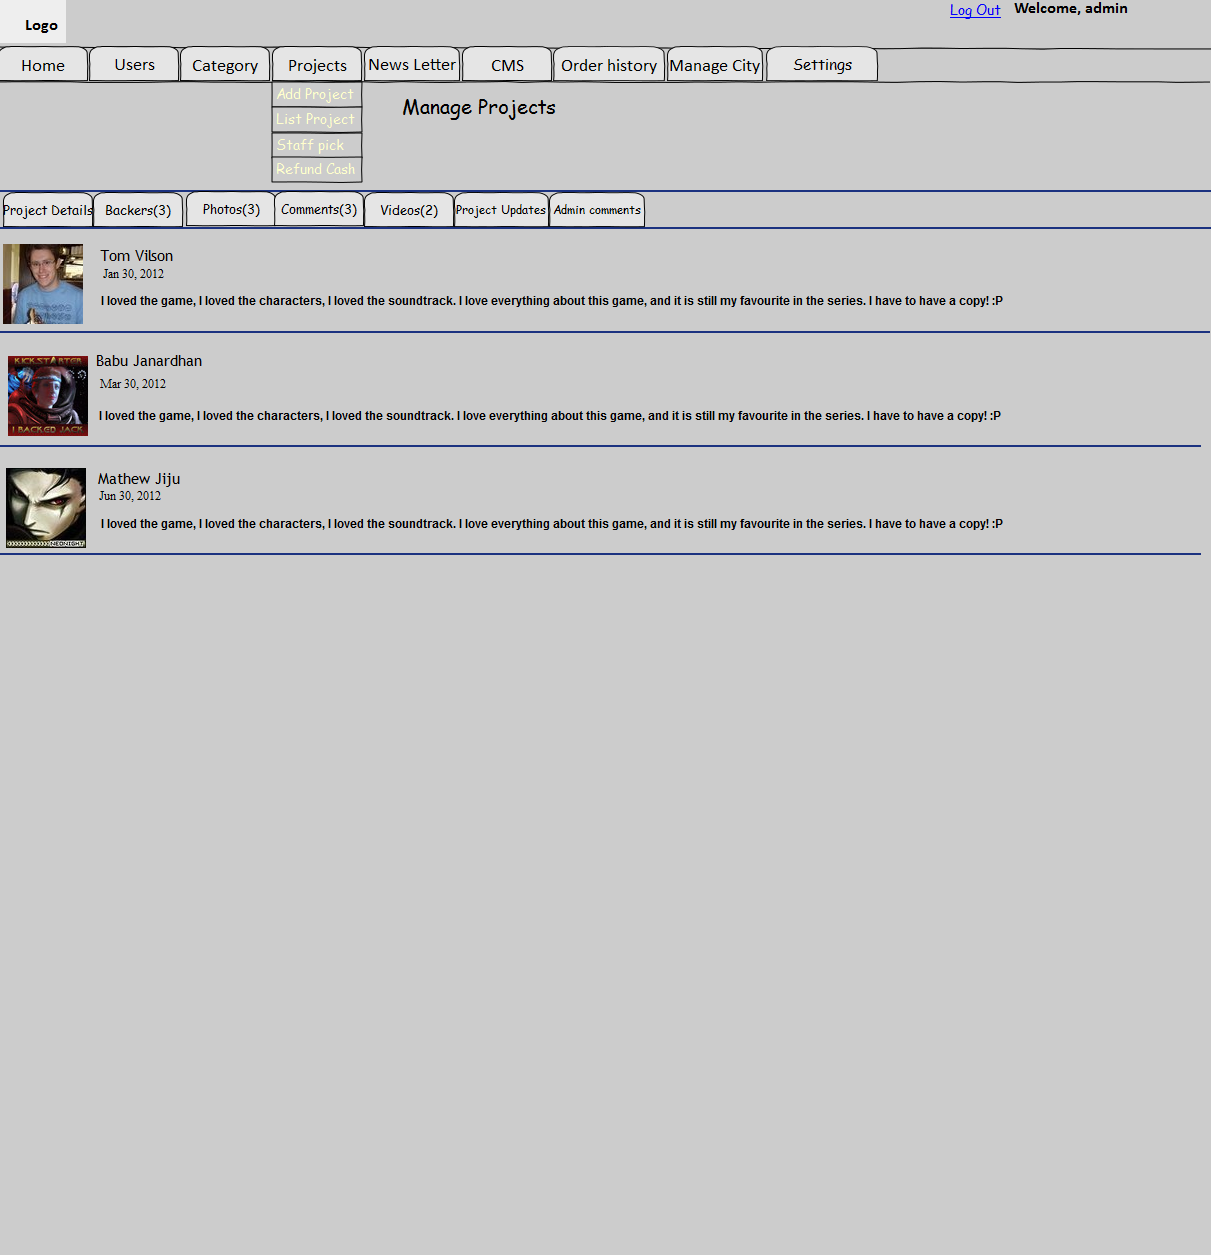 Log Out Welcome, admin
Logo
Home Users Category Projects News Letter CMS Order history Manage City Settings
Add Project
List Project
Staff pick
Refund Cash
Manage Projects
Project Details Backers(3) Photos(3) Comments(3) Videos(2) Project Updates Admin comments
Tom Vilson
Jan 30, 2012
I loved the game, I loved the characters, I loved the soundtrack. I love everything about this game, and it is still my favourite in the series. I have to have a copy! :P
KICKSTARTER
I BACKED JACK
Babu Janardhan
Mar 30, 2012
I loved the game, I loved the characters, I loved the soundtrack. I love everything about this game, and it is still my favourite in the series. I have to have a copy! :P
Mathew Jiju
Jun 30, 2012
I loved the game, I loved the characters, I loved the soundtrack. I love everything about this game, and it is still my favourite in the series. I have to have a copy! :P
NEONIGHT